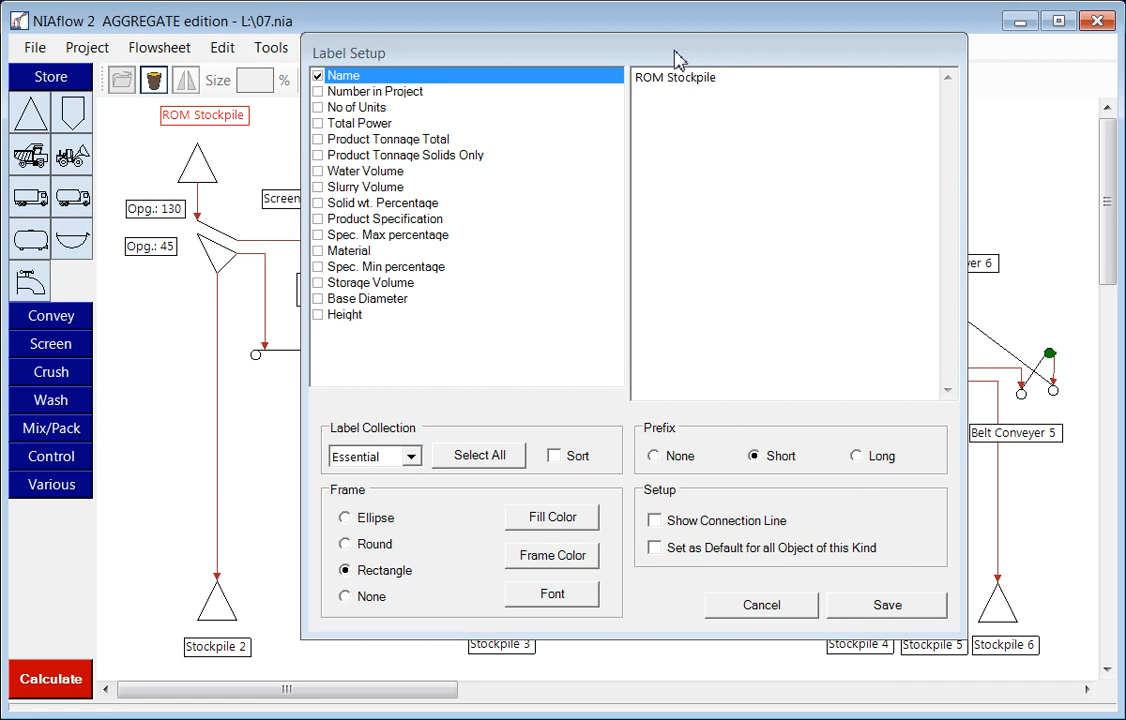 NIAflow 2 AGGREGATE edition - L:\07.nia
File Project Flowsheet Edit Tools
Label Setup
Store
Size %
Name
Number in Project
No of Units
Total Power
Product Tonnage Total
Product Tonnage Solids Only
Water Volume
Slurry Volume
Solid wt. Percentage
Product Specification
Spec. Max percentage
Material
Spec. Min percentage
Storage Volume
Base Diameter
Height
ROM Stockpile
ROM Stockpile
Opg.: 130
Screen
Opg.: 45
yer 6
Convey
Screen
Crush
Wash
Mix/Pack
Control
Various
Belt Conveyer 5
Label Collection
Essential
Select All
Sort
Prefix
None
Short
Long
Frame
Ellipse
Round
Rectangle
None
Fill Color
Frame Color
Font
Setup
Show Connection Line
Set as Default for all Object of this Kind
Cancel
Save
Stockpile 2
Stockpile 3
Stockpile 4
Stockpile 5
Stockpile 6
Calculate